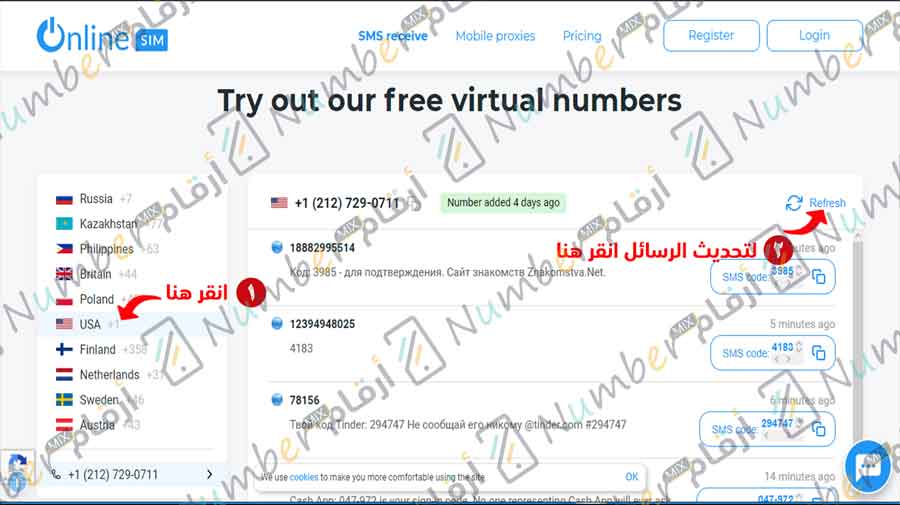 Online SIM
SMS receive Mobile proxies Pricing Register Login
Try out our free virtual numbers
Russia +7
Kazakhstan +77
Philippines +63
Britain +44
Poland
USA +1
Finland +358
Netherlands +31
Sweden +46
Austria +43
+1 (212) 729-0711
١ انقر هنا
+1 (212) 729-0711 Number added 4 days ago Refresh
٢ لتحديث الرسائل انقر هنا
18882995514 minutes ago
Код: 3985 - для подтверждения. Сайт знакомств Znakomstva.Net.
SMS code: 3985
12394948025 5 minutes ago
4183
SMS code: 4183
78156 6 minutes ago
Твой код Tinder: 294747 Не сообщай его никому @tinder.com #294747
SMS code: 294747
14 minutes ago
Cash App: 047-972 is your sign in code. No one representing Cash App will ever ask
047-972
We use cookies to make you more comfortable using the site OK
Number MIX أرقام